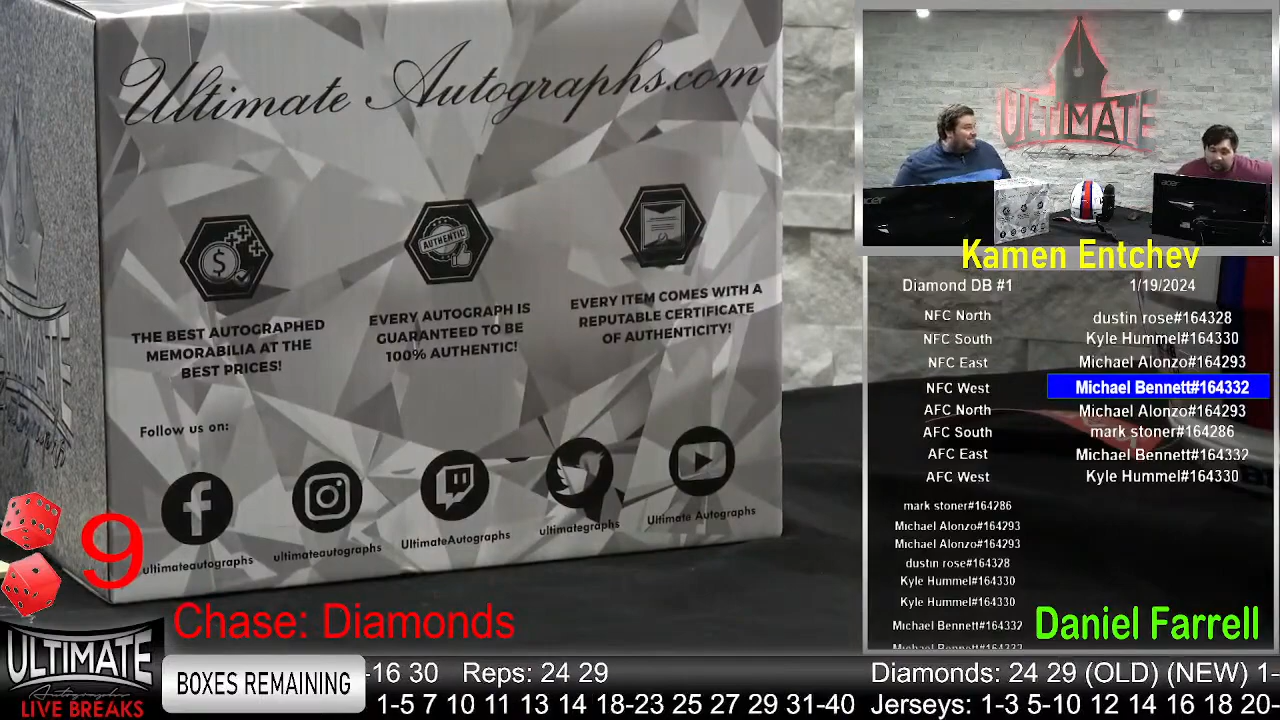 Ultimate Autographs.com
THE BEST AUTOGRAPHED
MEMORABILIA AT THE
BEST PRICES!
AUTHENTIC
EVERY AUTOGRAPH IS
GUARANTEED TO BE
100% AUTHENTIC!
EVERY ITEM COMES WITH A
REPUTABLE CERTIFICATE
OF AUTHENTICITY!
Follow us on:
ultimateautographs
ultimateautographs
UltimateAutographs
ultimategraphs
Ultimate Autographs
ULTIMATE
acer
acer
Kamen Entchev
Diamond DB #1 1/19/2024
NFC North dustin rose#164328
NFC South Kyle Hummel#164330
NFC East Michael Alonzo#164293
NFC West Michael Bennett#164332
AFC North Michael Alonzo#164293
AFC South mark stoner#164286
AFC East Michael Bennett#164332
AFC West Kyle Hummel#164330
mark stoner#164286
Michael Alonzo#164293
Michael Alonzo#164293
dustin rose#164328
Kyle Hummel#164330
Kyle Hummel#164330
Michael Bennett#164332
Michael Bennett#164332
Daniel Farrell
9
Chase: Diamonds
ULTIMATE
Autographs
LIVE BREAKS
BOXES REMAINING
-16 30 Reps: 24 29 Diamonds: 24 29 (OLD) (NEW) 1-
1-5 7 10 11 13 14 18-23 25 27 29 31-40 Jerseys: 1-3 5-10 12 14 16 18 20-